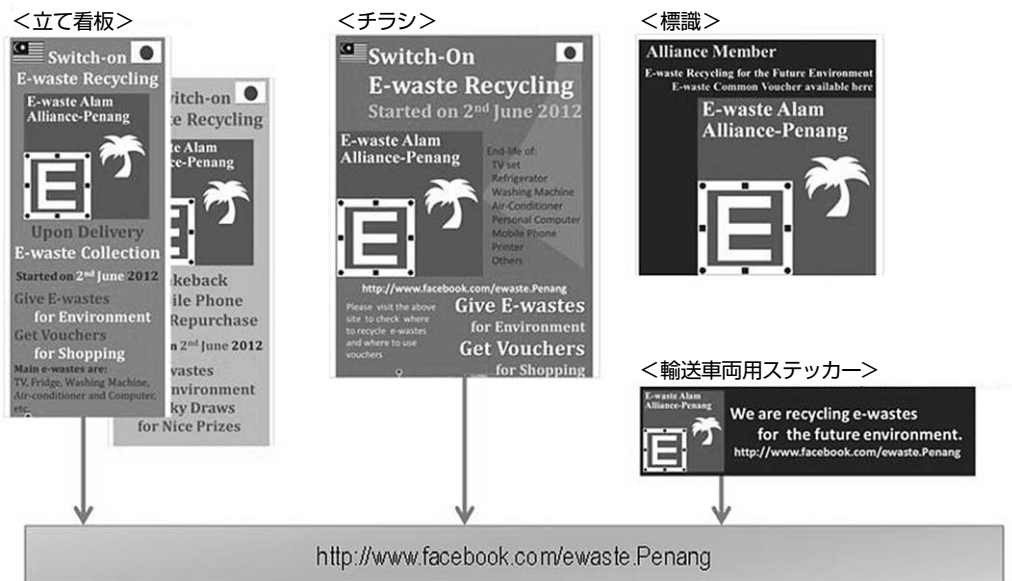 <立て看板>
Switch-on
E-waste Recycling
E-waste Alam
Alliance-Penang
E
Upon Delivery
E-waste Collection
Started on 2nd June 2012
Give E-wastes
for Environment
Get Vouchers
for Shopping
Main e-wastes are:
TV, Fridge, Washing Machine,
Air-conditioner and Computer,
etc.
itch-on
te Recycling
te Alam
ce-Penang
akeback
ile Phone
Repurchase
n 2nd June 2012
wastes
nvironment
ky Draws
for Nice Prizes
<チラシ>
Switch-On
E-waste Recycling
Started on 2nd June 2012
E-waste Alam
Alliance-Penang
E
End-life of:
TV set
Refrigerator
Washing Machine
Air-Conditioner
Personal Computer
Mobile Phone
Printer
Others
http://www.facebook.com/ewaste.Penang
Please visit the above
site to check where
to recycle e-wastes
and where to use
vouchers
Give E-wastes
for Environment
Get Vouchers
for Shopping
<標識>
Alliance Member
E-waste Recycling for the Future Environment
E-waste Common Voucher available here
E-waste Alam
Alliance-Penang
E
<輸送車両用ステッカー>
E-waste Alam
Alliance-Penang
E
We are recycling e-wastes
for the future environment.
http://www.facebook.com/ewaste.Penang
http://www.facebook.com/ewaste.Penang